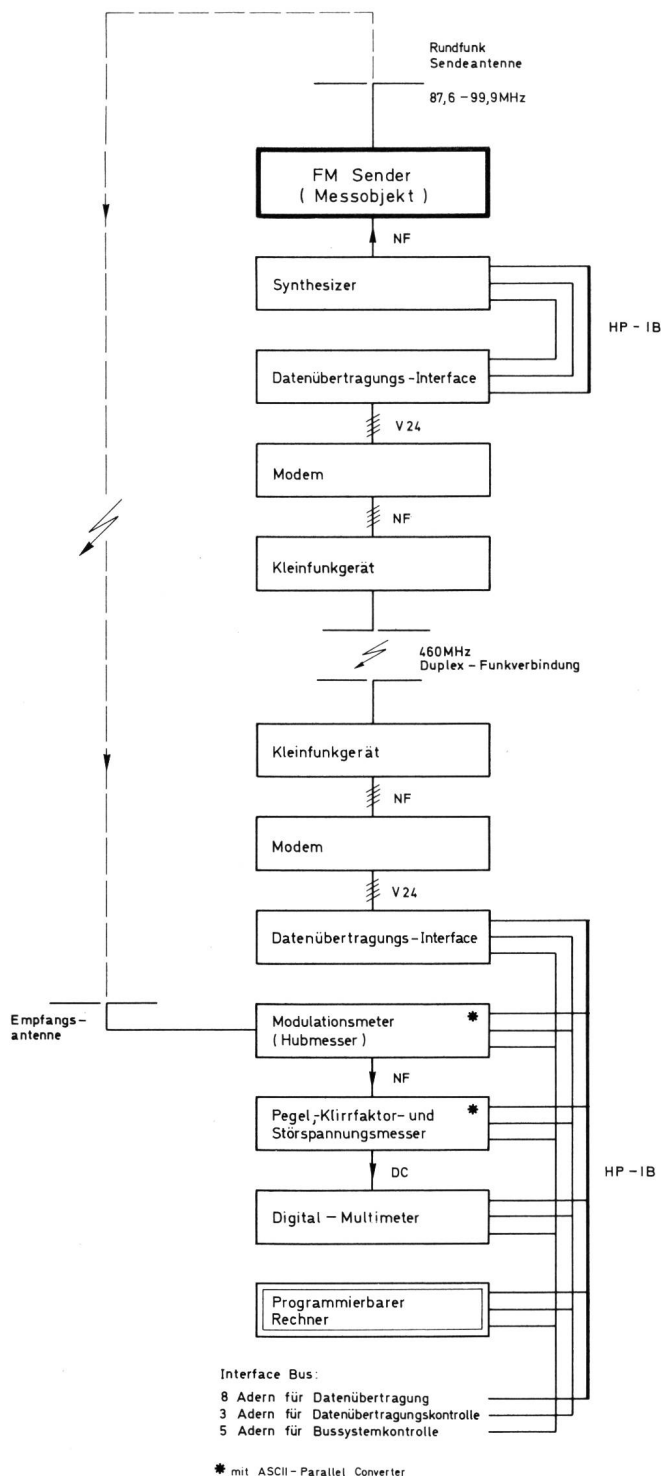 Rundfunk
Sendeantenne
87,6 – 99,9MHz
FM Sender
( Messobjekt )
NF
Synthesizer
HP - IB
Datenübertragungs - Interface
V 24
Modem
NF
Kleinfunkgerät
460MHz
Duplex - Funkverbindung
Kleinfunkgerät
NF
Modem
V 24
Datenübertragungs - Interface
Empfangs-
antenne
Modulationsmeter *
( Hubmesser )
NF
Pegel,-Klirrfaktor- und *
Störspannungsmesser
HP - IB
DC
Digital – Multimeter
Programmierbarer
Rechner
Interface Bus:
8 Adern für Datenübertragung
3 Adern für Datenübertragungskontrolle
5 Adern für Bussystemkontrolle
* mit ASCII - Parallel Converter